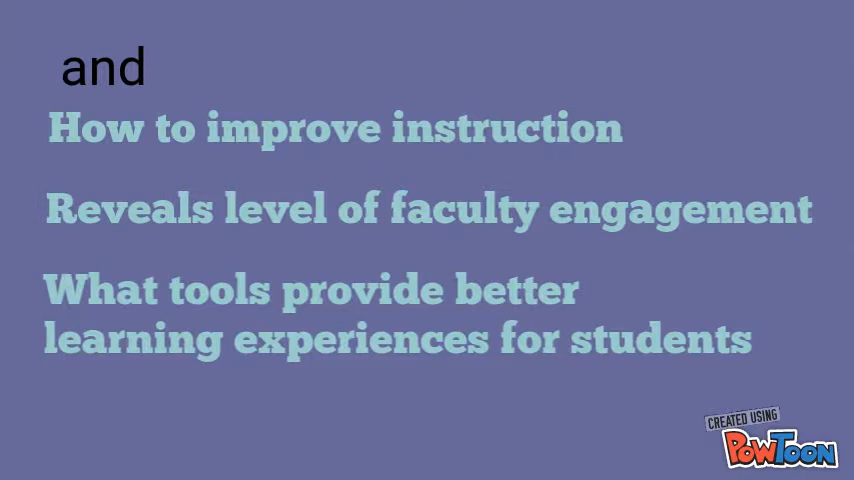 and
How to improve instruction
Reveals level of faculty engagement
What tools provide better
learning experiences for students
CREATED USING
POWTOON